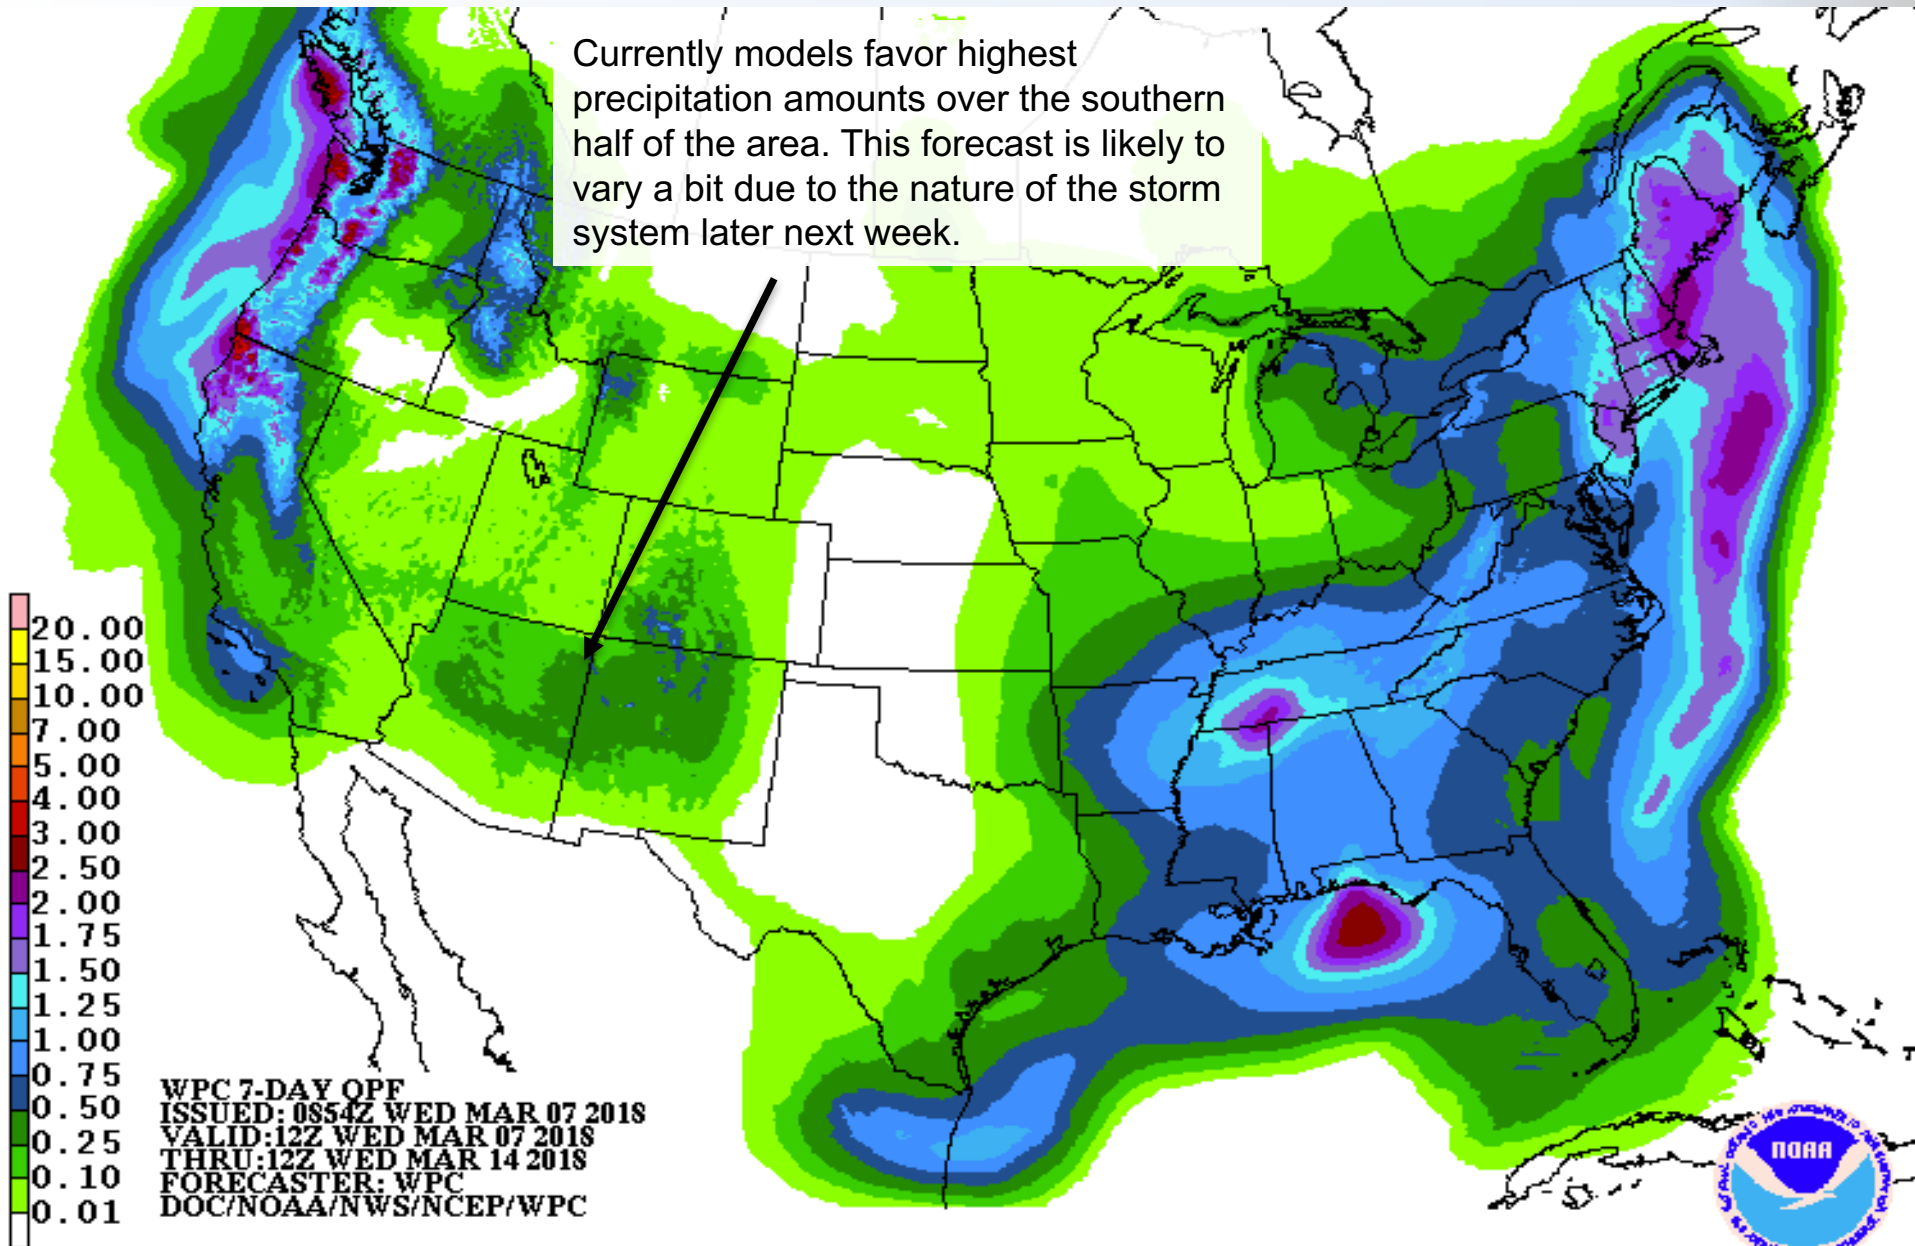 Currently models favor highest
precipitation amounts over the southern
half of the area. This forecast is likely to
vary a bit due to the nature of the storm
system later next week.
20.00
15.00
10.00
7.00
5.00
4.00
3.00
2.50
2.00
1.75
1.50
1.25
1.00
0.75
0.50
0.25
0.10
0.01
WPC 7-DAY QPF
ISSUED: 0854Z WED MAR 07 2018
VALID:12Z WED MAR 07 2018
THRU:12Z WED MAR 14 2018
FORECASTER: WPC
DOC/NOAA/NWS/NCEP/WPC
NOAA